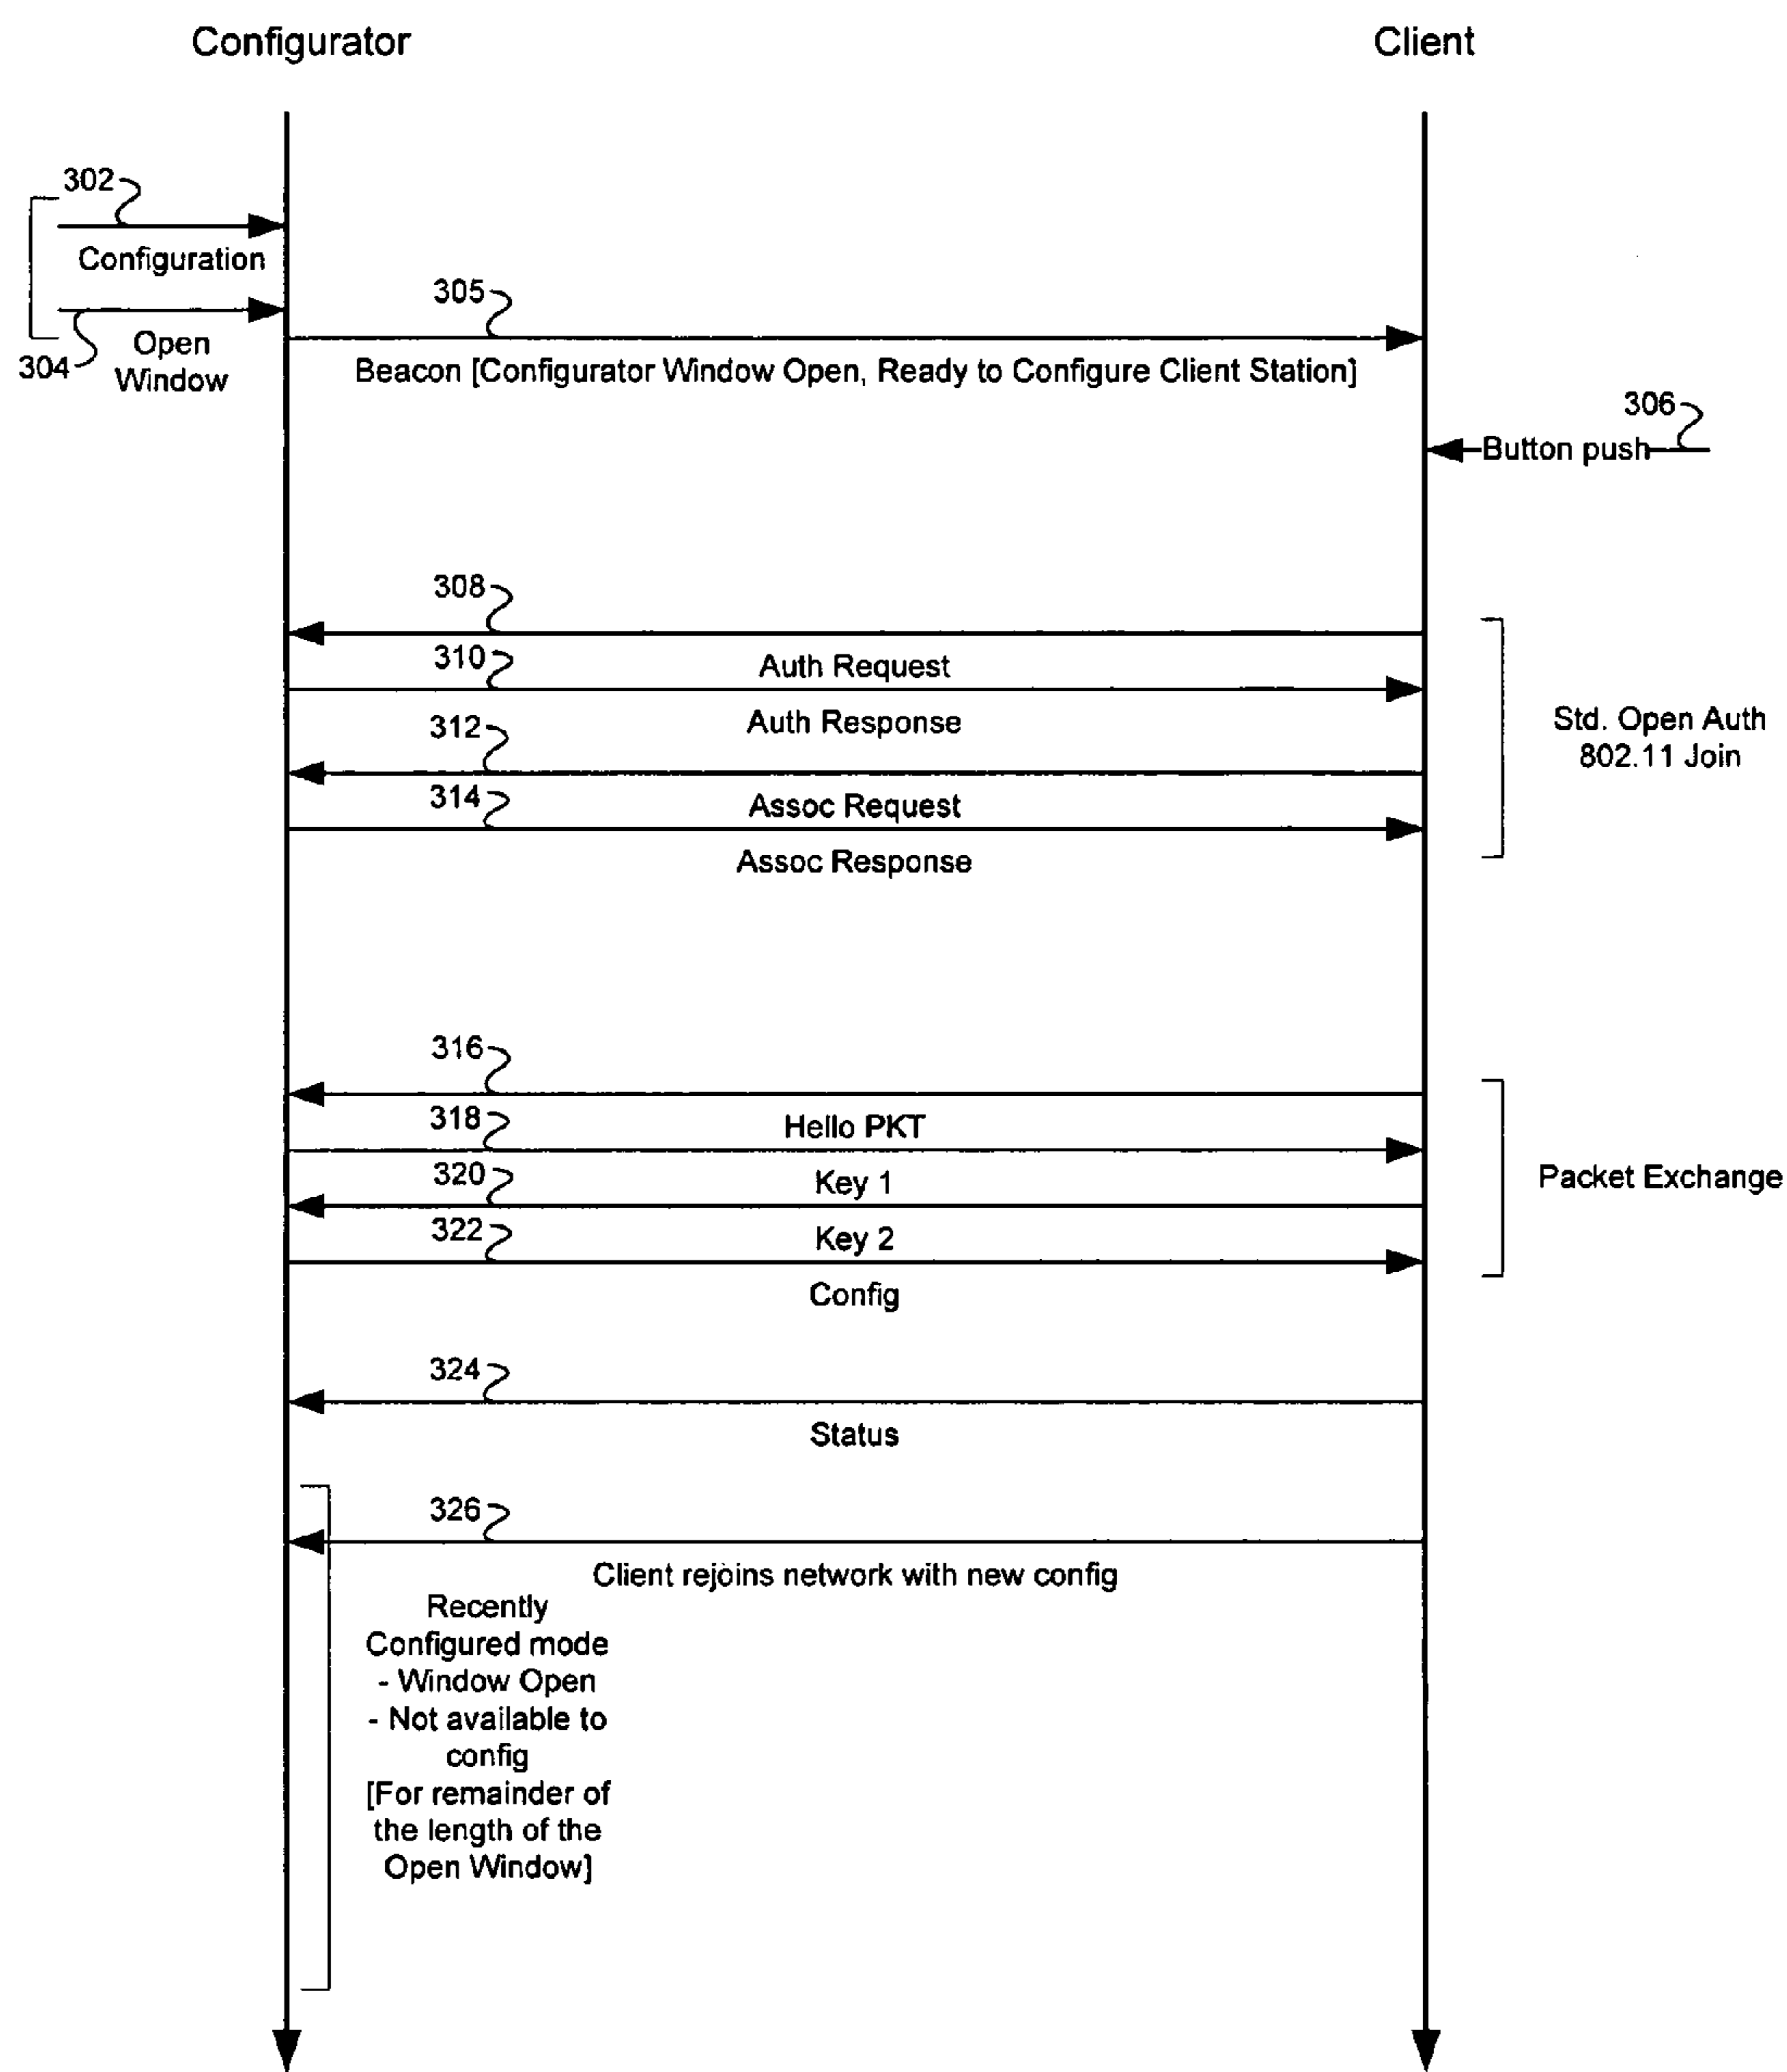 Configurator
Client
302
Configuration
304
Open
Window
305
Beacon [Configurator Window Open, Ready to Configure Client Station]
306
Button push
308
Auth Request
310
Auth Response
312
Assoc Request
314
Assoc Response
Std. Open Auth
802.11 Join
316
Hello PKT
318
Key 1
320
Key 2
322
Config
Packet Exchange
324
Status
326
Client rejoins network with new config
Recently
Configured mode
- Window Open
- Not available to
config
[For remainder of
the length of the
Open Window]